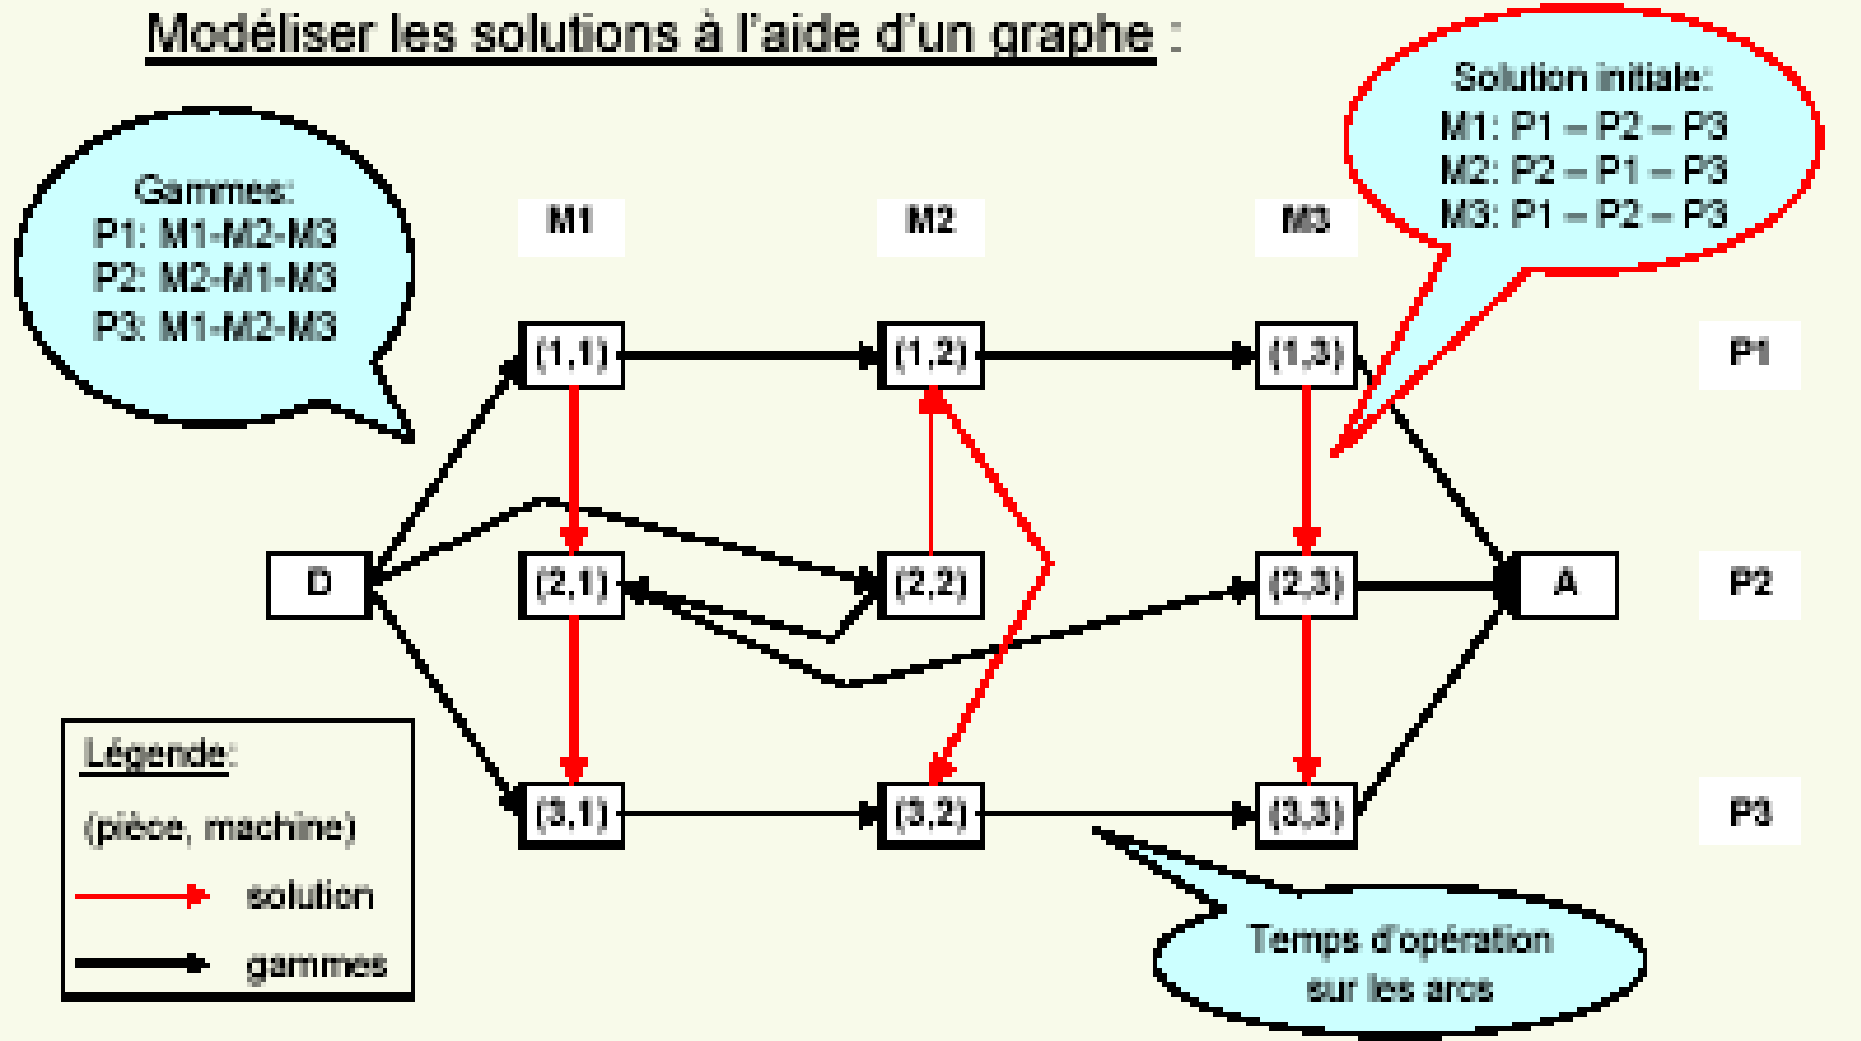 Modéliser les solutions à l'aide d'un graphe :
Solution initiale:
M1: P1 – P2 – P3
M2: P2 – P1 – P3
M3: P1 – P2 – P3
Gammes:
P1: M1-M2-M3
P2: M2-M1-M3
P3: M1-M2-M3
M1 M2 M3
(1,1) (1,2) (1,3) P1
D (2,1) (2,2) (2,3) A P2
(3,1) (3,2) (3,3) P3
Légende:
(pièce, machine)
solution
gammes
Temps d'opération
sur les arcs